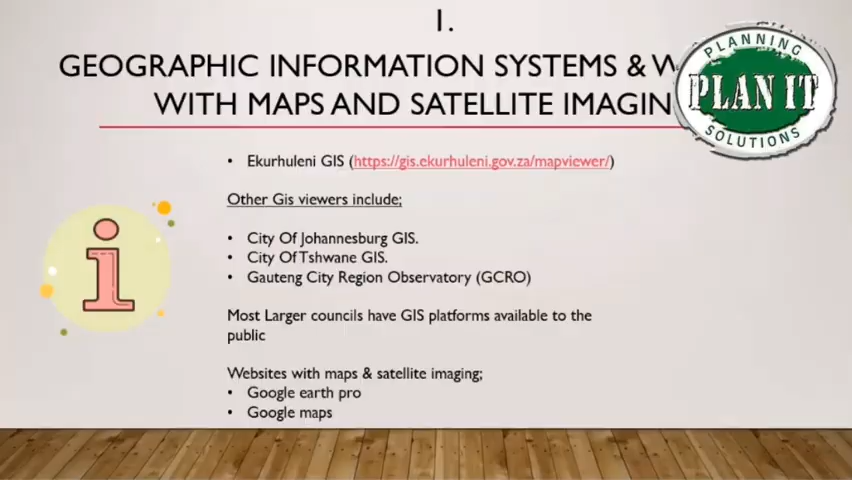 1.
GEOGRAPHIC INFORMATION SYSTEMS &
WITH MAPS AND SATELLITE
PLANNING
PLAN IT
SOLUTIONS
• Ekurhuleni GIS (https://gis.ekurhuleni.gov.za/mapviewer/)
Other Gis viewers include;
• City Of Johannesburg GIS.
• City Of Tshwane GIS.
• Gauteng City Region Observatory (GCRO)
Most Larger councils have GIS platforms available to the
public
Websites with maps & satellite imaging;
• Google earth pro
• Google maps